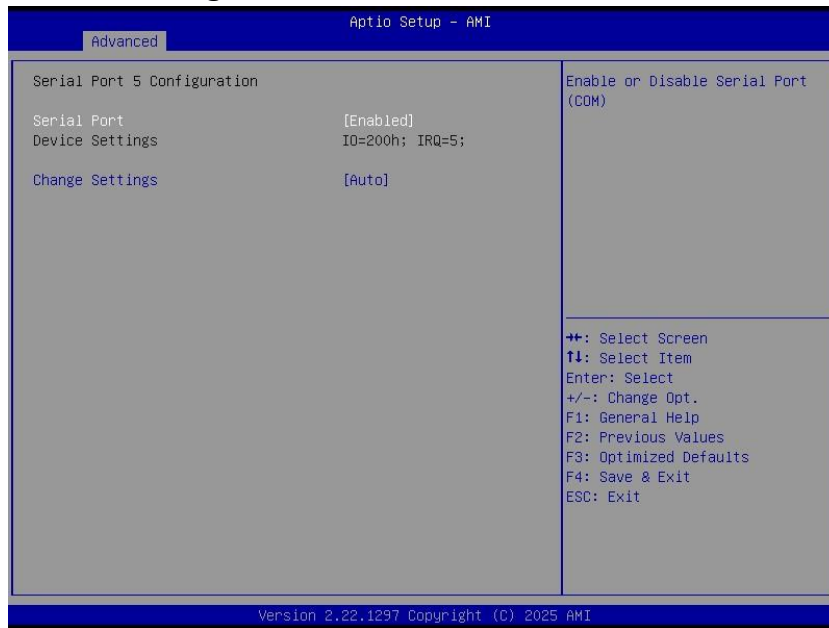 Aptio Setup – AMI
Advanced
Serial Port 5 Configuration
Serial Port [Enabled]
Device Settings IO=200h; IRQ=5;
Change Settings [Auto]
Enable or Disable Serial Port
(COM)
→←: Select Screen
↑↓: Select Item
Enter: Select
+/-: Change Opt.
F1: General Help
F2: Previous Values
F3: Optimized Defaults
F4: Save & Exit
ESC: Exit
Version 2.22.1297 Copyright (C) 2025 AMI